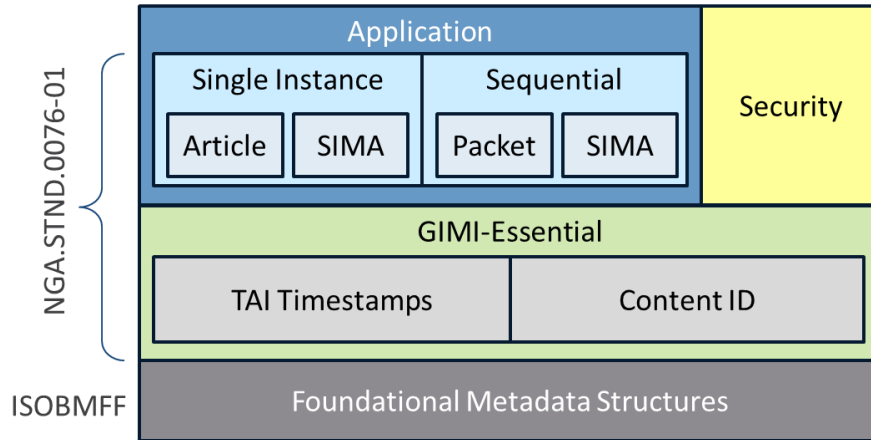 Application
Single Instance
Sequential
Article
SIMA
Packet
SIMA
Security
NGA.STND.0076-01
GIMI-Essential
TAI Timestamps
Content ID
ISOBMFF
Foundational Metadata Structures